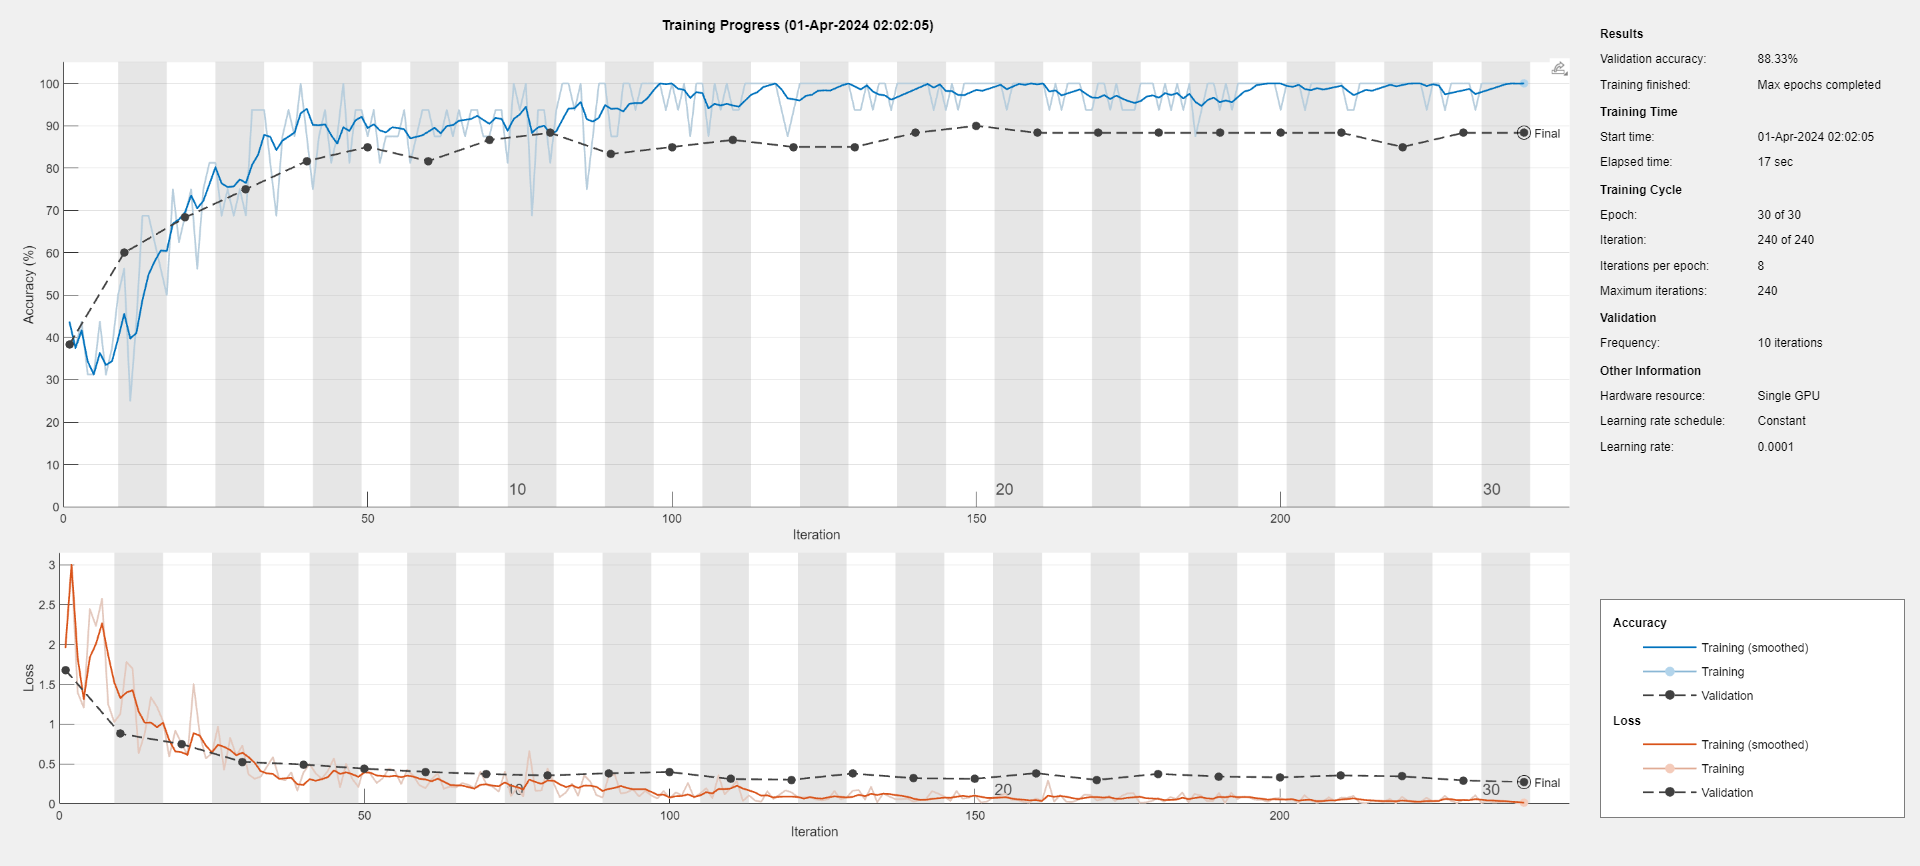 Training Progress (01-Apr-2024 02:02:05)
Accuracy (%)
100
90
80
70
60
50
40
30
20
10
0
10
20
30
0
50
100
150
200
Iteration
Final
Loss
3
2.5
2
1.5
1
0.5
0
20
30
0
50
100
150
200
Iteration
Final
Results
Validation accuracy: 88.33%
Training finished: Max epochs completed
Training Time
Start time: 01-Apr-2024 02:02:05
Elapsed time: 17 sec
Training Cycle
Epoch: 30 of 30
Iteration: 240 of 240
Iterations per epoch: 8
Maximum iterations: 240
Validation
Frequency: 10 iterations
Other Information
Hardware resource: Single GPU
Learning rate schedule: Constant
Learning rate: 0.0001
Accuracy
Training (smoothed)
Training
Validation
Loss
Training (smoothed)
Training
Validation